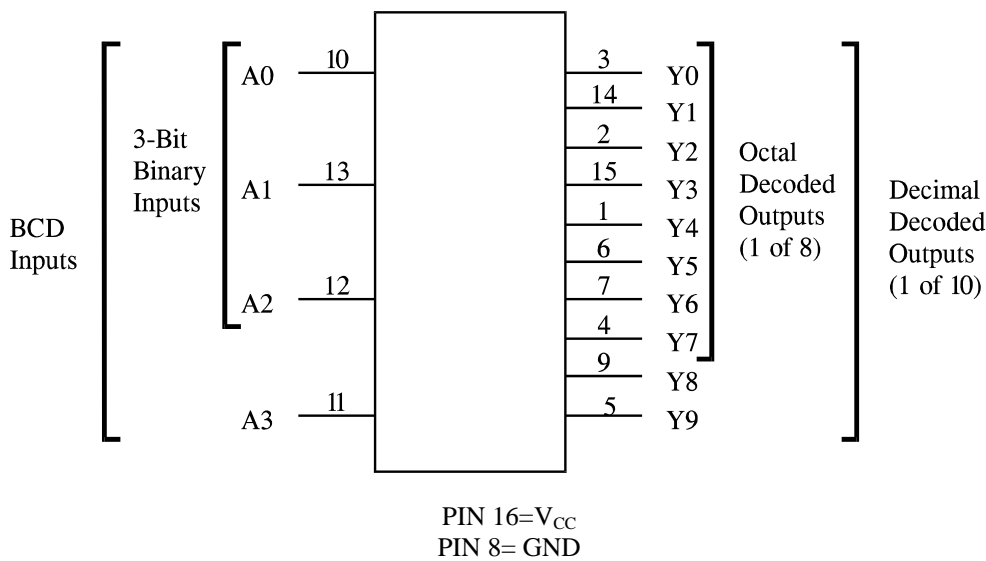 BCD
Inputs
3-Bit
Binary
Inputs
A0
10
A1
13
A2
12
A3
11
3
Y0
14
Y1
2
Y2
15
Y3
1
Y4
6
Y5
7
Y6
4
Y7
9
Y8
5
Y9
Octal
Decoded
Outputs
(1 of 8)
Decimal
Decoded
Outputs
(1 of 10)
PIN 16=VCC
PIN 8= GND